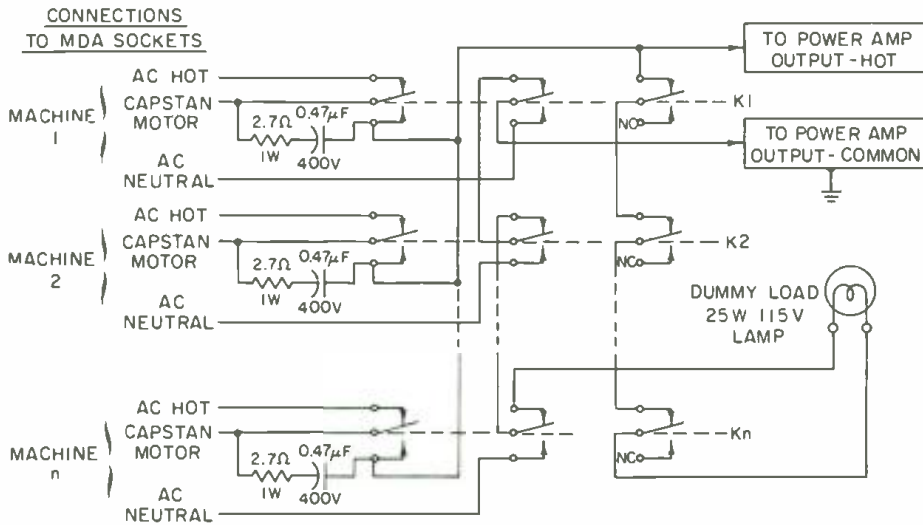 CONNECTIONS
TO MDA SOCKETS
TO POWER AMP
OUTPUT-HOT
AC HOT
CAPSTAN
MOTOR
MACHINE
1
2.7Ω
1W
0.47µF
400V
AC
NEUTRAL
K1
NC
TO POWER AMP
OUTPUT-COMMON
AC HOT
CAPSTAN
MOTOR
MACHINE
2
2.7Ω
1W
0.47µF
400V
AC
NEUTRAL
K2
NC
DUMMY LOAD
25W 115V
LAMP
AC HOT
CAPSTAN
MOTOR
MACHINE
n
2.7Ω
1W
0.47µF
400V
AC
NEUTRAL
Kn
NC